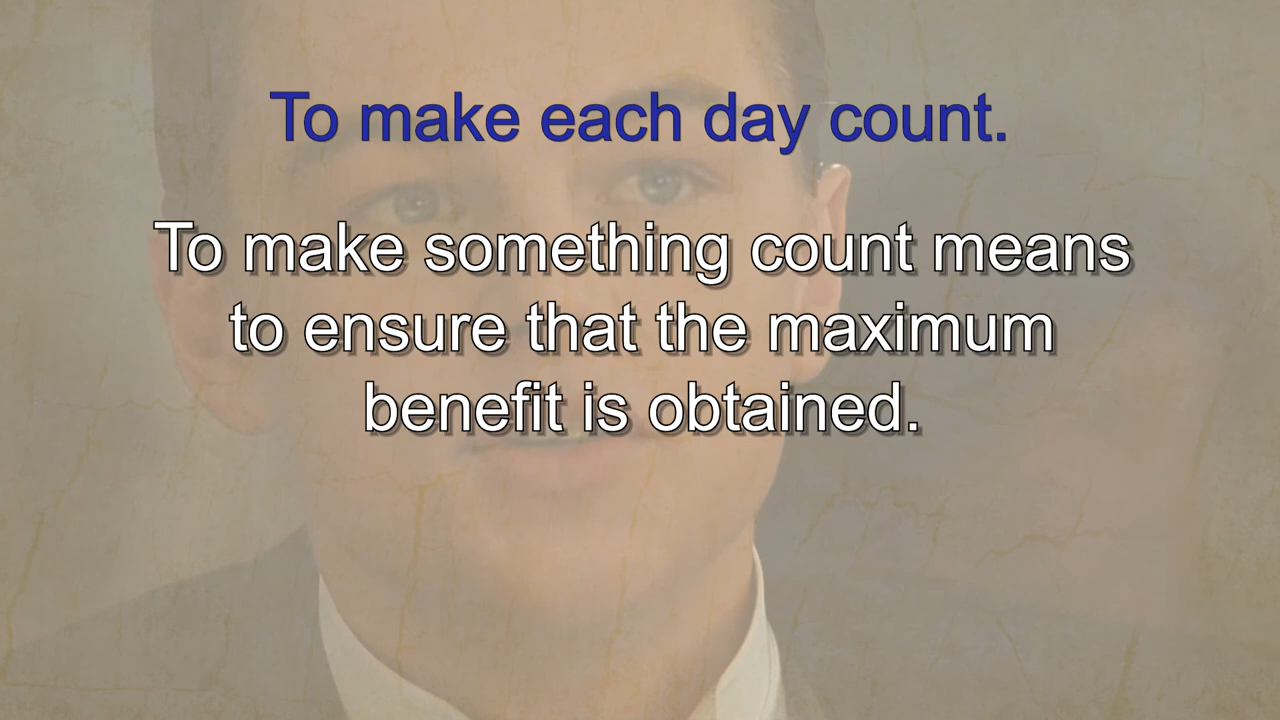 To make each day count.
To make something count means
to ensure that the maximum
benefit is obtained.